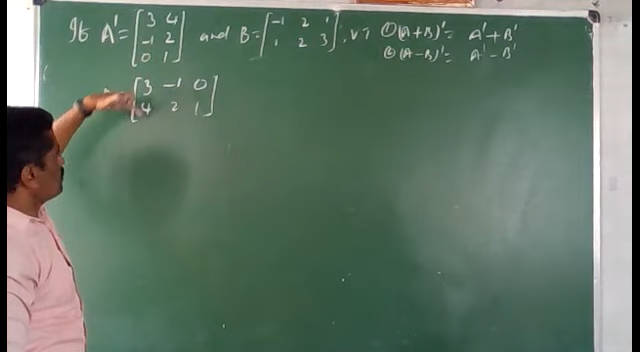 If A' = [3 4 -1 2 0 1] and B = [-1 2 1 1 2 3], VT ① (A+B)' = A'+B'
② (A-B)' = A'-B'
[3 -1 0
4 2 1]